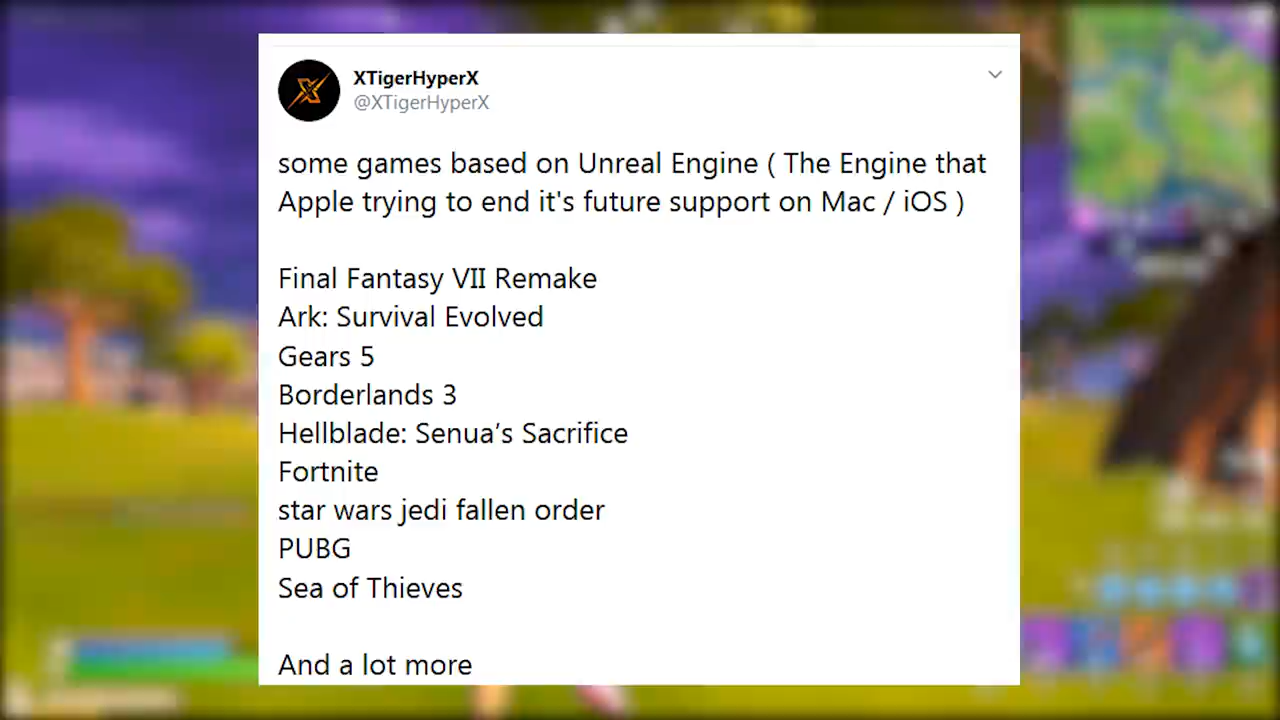 XTigerHyperX
@XTigerHyperX
some games based on Unreal Engine ( The Engine that
Apple trying to end it's future support on Mac / iOS )
Final Fantasy VII Remake
Ark: Survival Evolved
Gears 5
Borderlands 3
Hellblade: Senua’s Sacrifice
Fortnite
star wars jedi fallen order
PUBG
Sea of Thieves
And a lot more